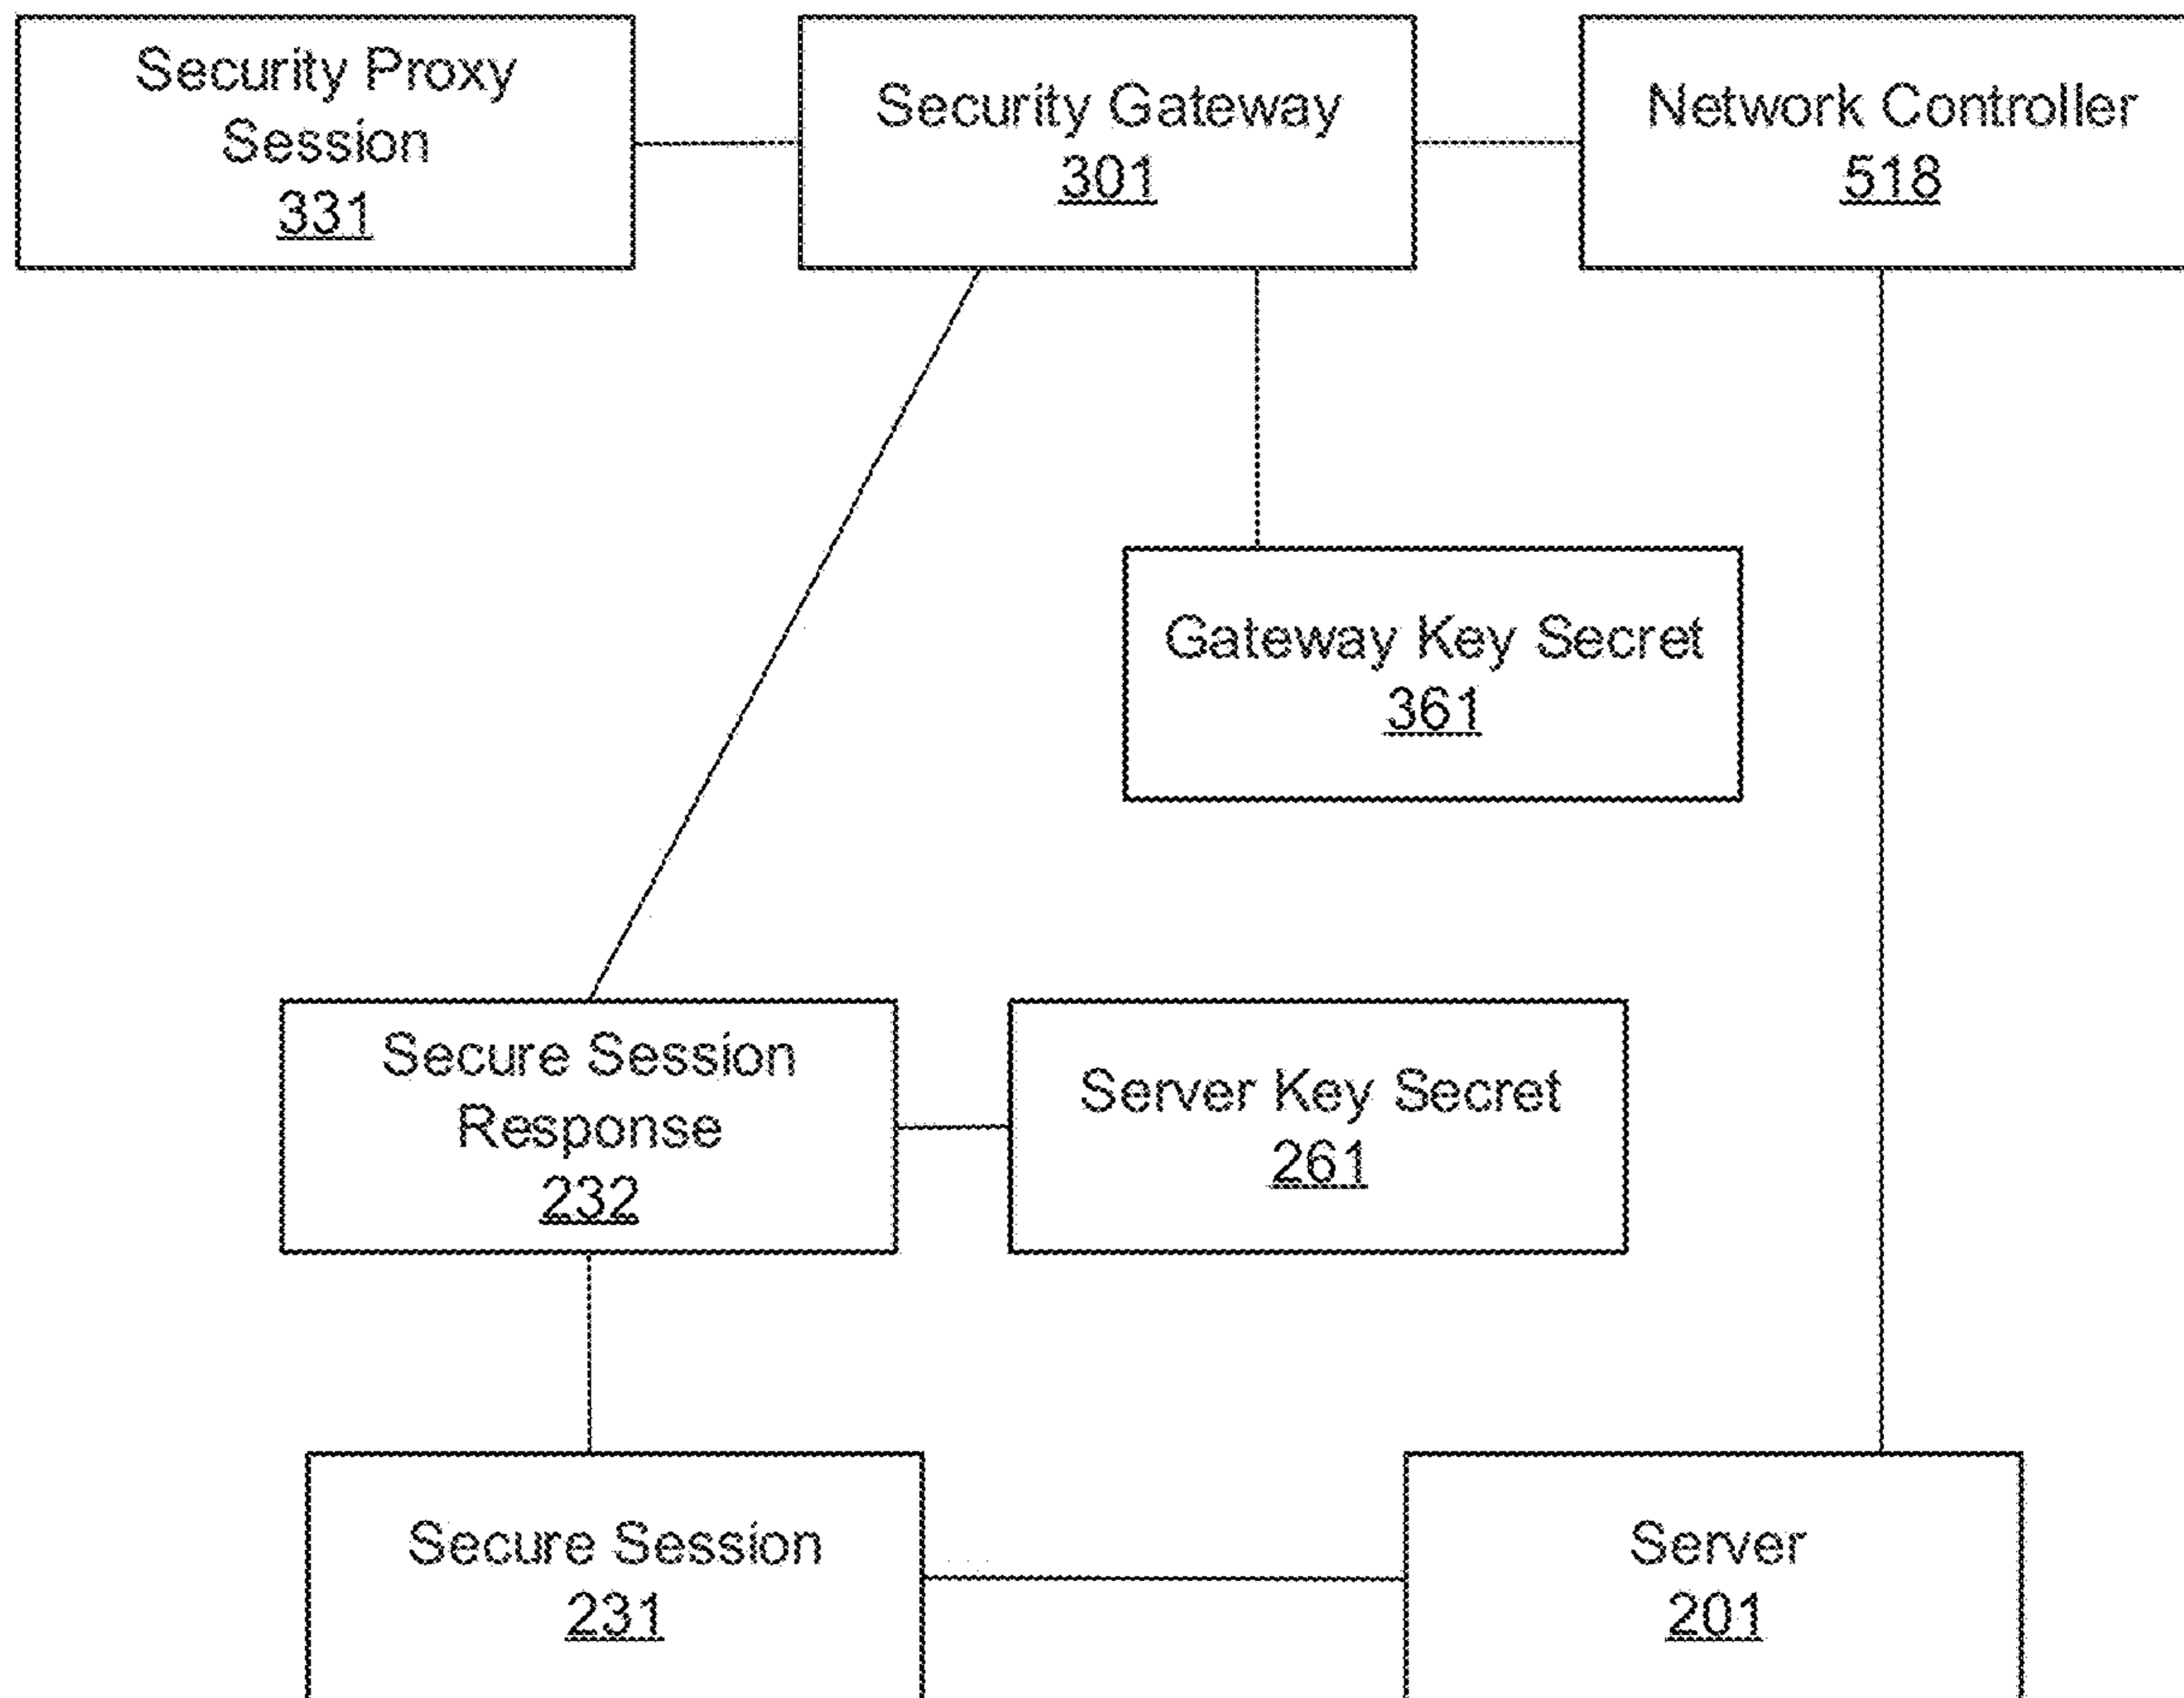 Security Proxy
Session
331
Security Gateway
301
Network Controller
518
Gateway Key Secret
361
Secure Session
Response
232
Server Key Secret
261
Secure Session
231
Server
201